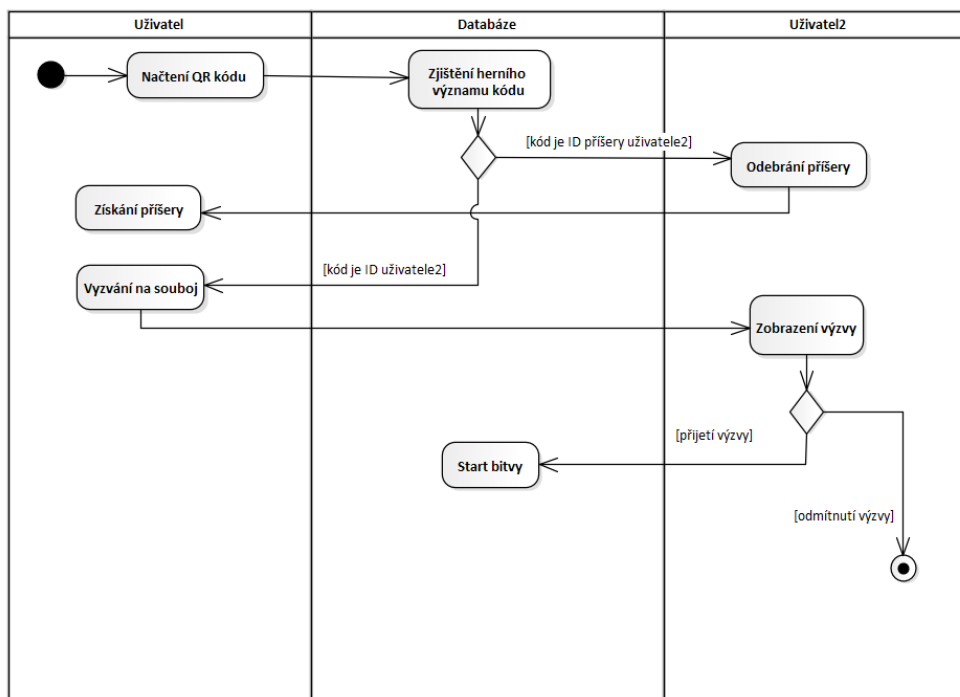 Uživatel
Databáze
Uživatel2
Načtení QR kódu
Zjištění herního
významu kódu
[kód je ID příšery uživatele2]
Odebrání příšery
Získání příšery
[kód je ID uživatele2]
Vyzvání na souboj
Zobrazení výzvy
[přijetí výzvy]
Start bitvy
[odmítnutí výzvy]